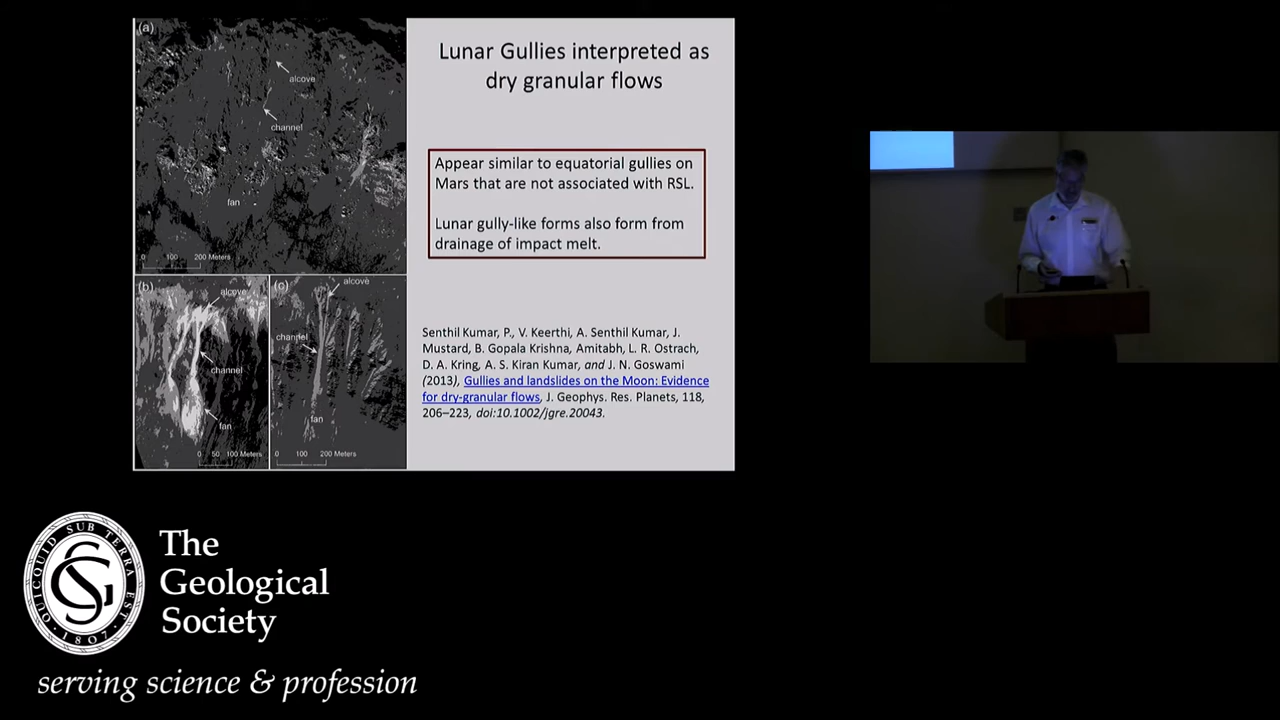 (a)
alcove
channel
fan
0 100 200 Meters
(b)
alcove
channel
fan
0 50 100 Meters
(c)
alcove
channel
fan
0 100 200 Meters
Lunar Gullies interpreted as
dry granular flows
Appear similar to equatorial gullies on
Mars that are not associated with RSL.
Lunar gully-like forms also form from
drainage of impact melt.
Senthil Kumar, P., V. Keerthi, A. Senthil Kumar, J.
Mustard, B. Gopala Krishna, Amitabh, L. R. Ostrach,
D. A. Kring, A. S. Kiran Kumar, and J. N. Goswami
(2013), Gullies and landslides on the Moon: Evidence
for dry-granular flows, J. Geophys. Res. Planets, 118,
206–223, doi:10.1002/jgre.20043.
QUICQUID SUB TERRA EST
·1807·
The
Geological
Society
serving science & profession